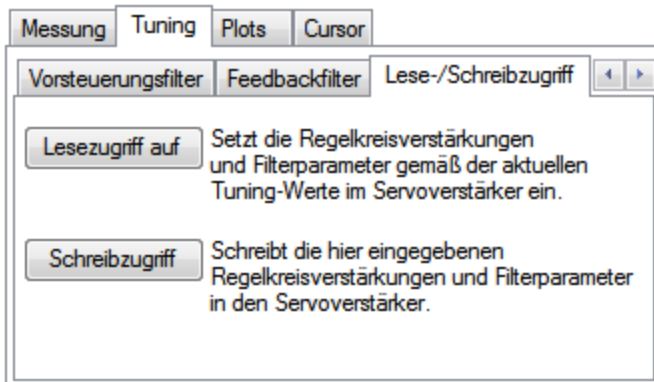 Messung Tuning Plots Cursor
Vorsteuerungsfilter Feedbackfilter Lese-/Schreibzugriff
Lesezugriff auf
Setzt die Regelkreisverstärkungen
und Filterparameter gemäß der aktuellen
Tuning-Werte im Servoverstärker ein.
Schreibzugriff
Schreibt die hier eingegebenen
Regelkreisverstärkungen und Filterparameter
in den Servoverstärker.